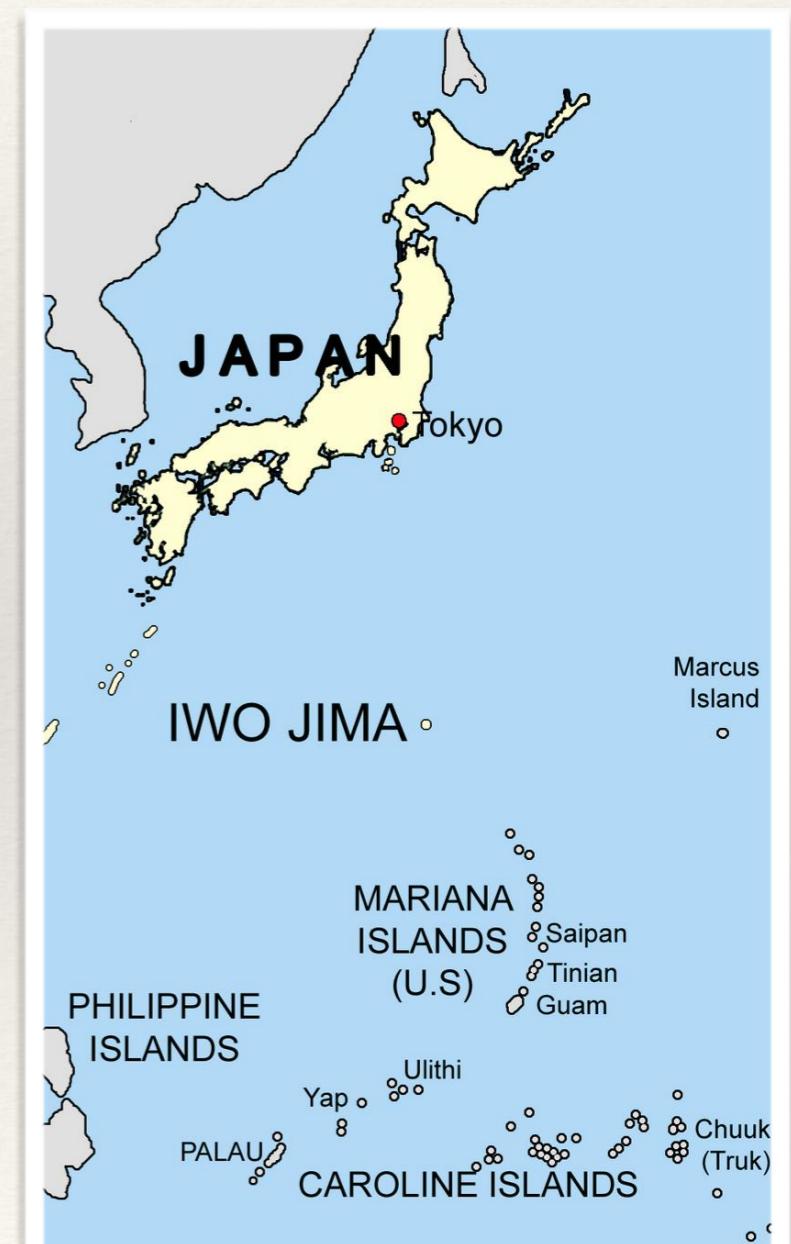 JAPAN
Tokyo
Marcus
Island
IWO JIMA
MARIANA
ISLANDS
(U.S)
Saipan
Tinian
Guam
PHILIPPINE
ISLANDS
Ulithi
Yap
PALAU
Chuuk
(Truk)
CAROLINE ISLANDS